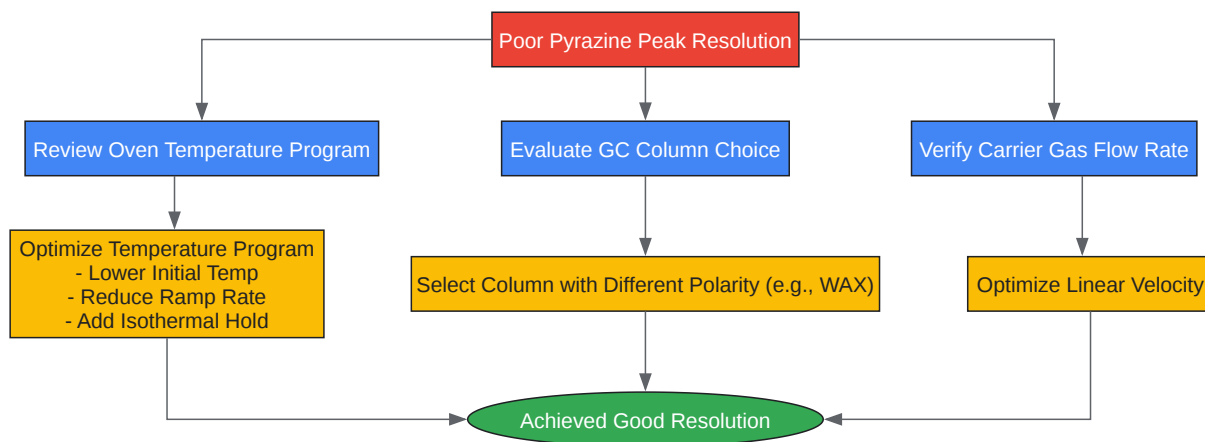 Poor Pyrazine Peak Resolution
Review Oven Temperature Program
Evaluate GC Column Choice
Verify Carrier Gas Flow Rate
Optimize Temperature Program
- Lower Initial Temp
- Reduce Ramp Rate
- Add Isothermal Hold
Select Column with Different Polarity (e.g., WAX)
Optimize Linear Velocity
Achieved Good Resolution